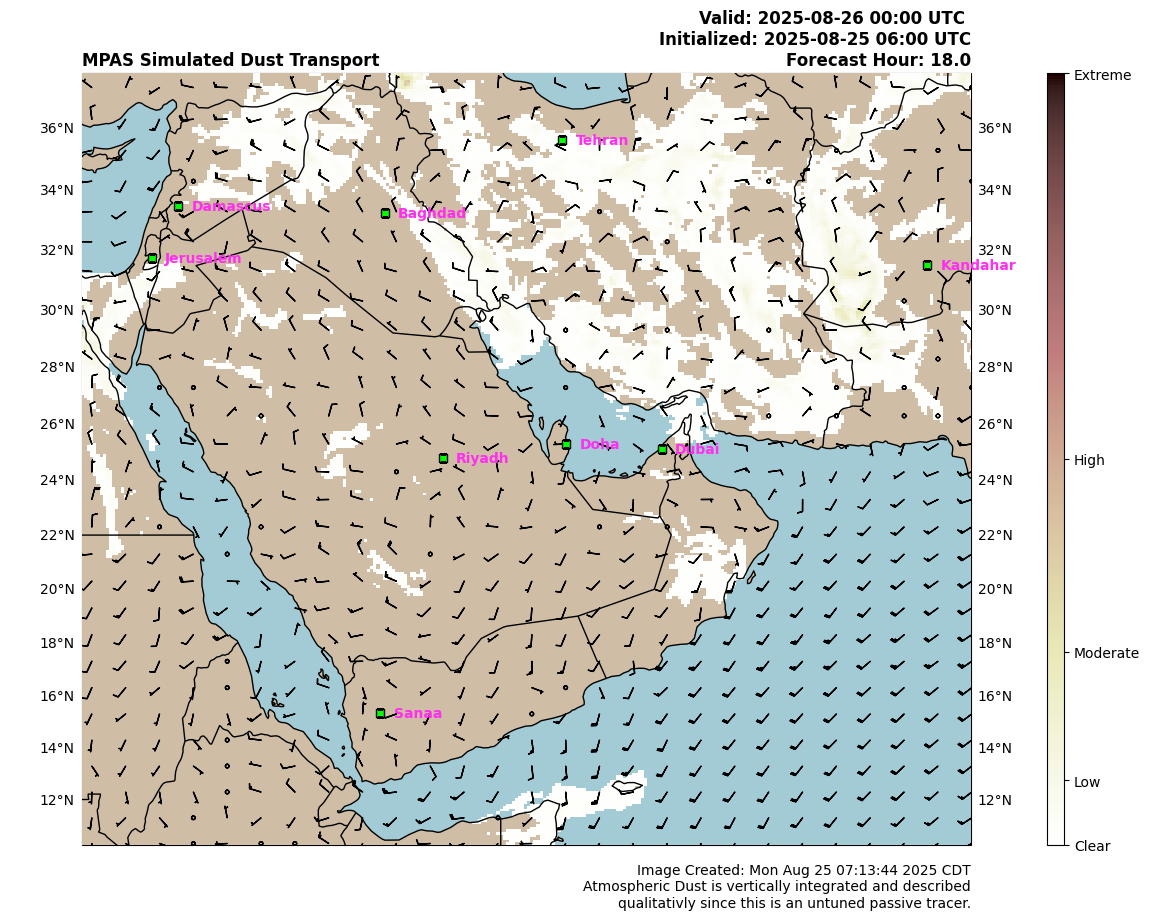 Valid: 2025-08-26 00:00 UTC
Initialized: 2025-08-25 06:00 UTC
MPAS Simulated Dust Transport
Forecast Hour: 18.0
Extreme
High
Moderate
Low
Clear
36°N
34°N
32°N
30°N
28°N
26°N
24°N
22°N
20°N
18°N
16°N
14°N
12°N
36°N
34°N
32°N
30°N
28°N
26°N
24°N
22°N
20°N
18°N
16°N
14°N
12°N
Tehran
Damascus
Baghdad
Jerusalem
Kandahar
Doha
Dubai
Riyadh
Sanaa
Image Created: Mon Aug 25 07:13:44 2025 CDT
Atmospheric Dust is vertically integrated and described
qualitativly since this is an untuned passive tracer.